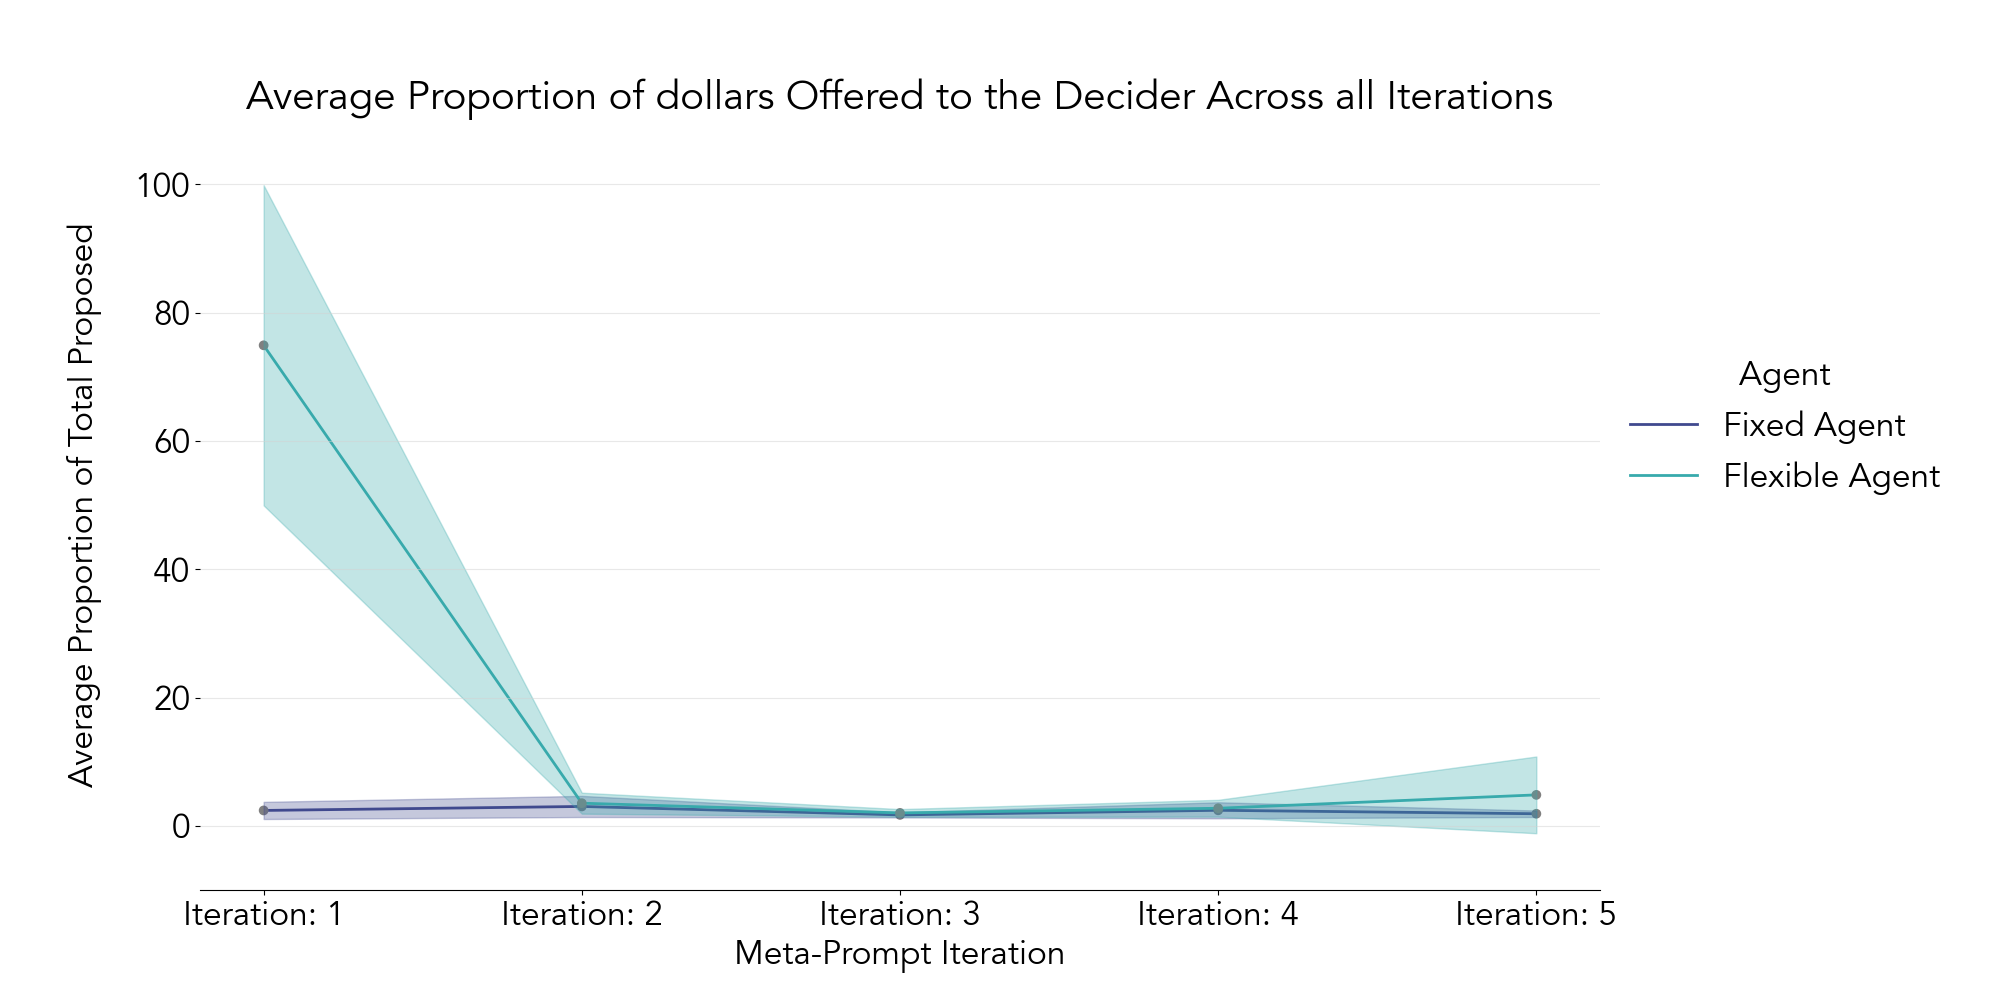 Average Proportion of dollars Offered to the Decider Across all Iterations
Average Proportion of Total Proposed
100
80
60
40
20
0
Agent
Fixed Agent
Flexible Agent
Iteration: 1
Iteration: 2
Iteration: 3
Iteration: 4
Iteration: 5
Meta-Prompt Iteration